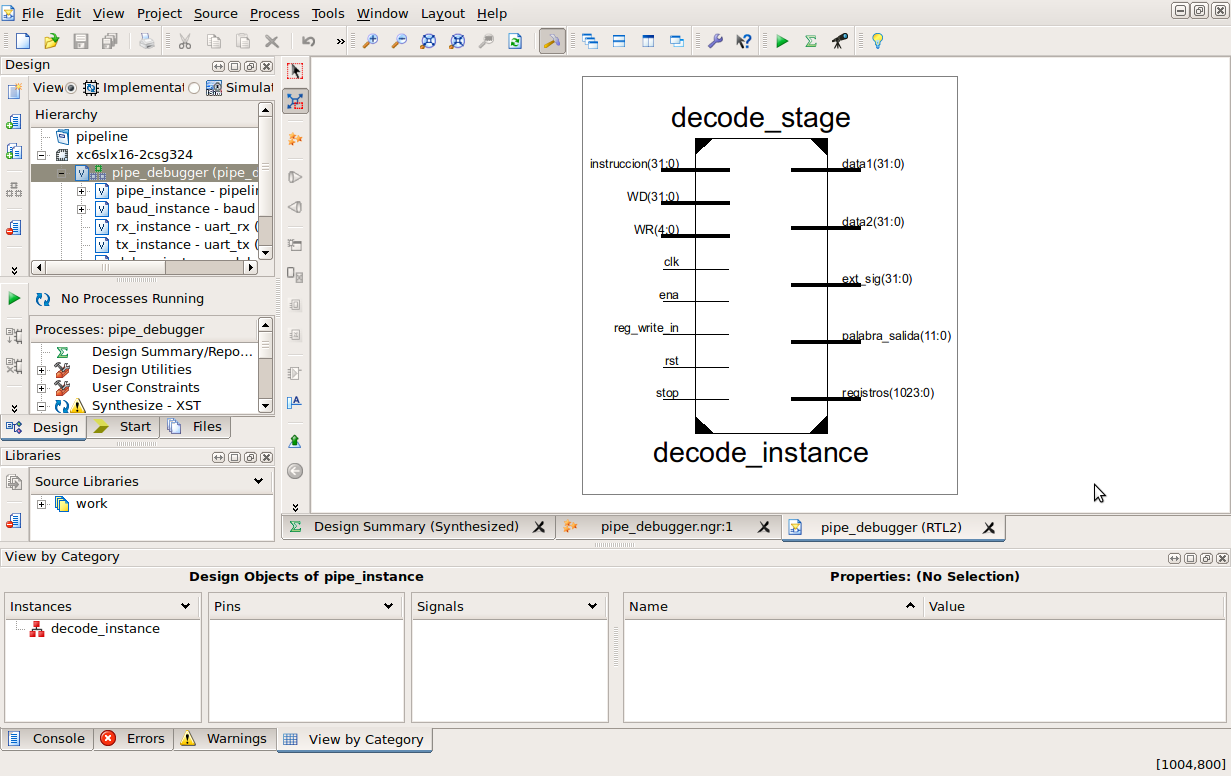 File Edit View Project Source Process Tools Window Layout Help
Design
View Implementat Simulat
Hierarchy
pipeline
xc6slx16-2csg324
pipe_debugger (pipe_d
pipe_instance - pipelin
baud_instance - baud
rx_instance - uart_rx (
tx_instance - uart_tx (
No Processes Running
Processes: pipe_debugger
Design Summary/Repo...
Design Utilities
User Constraints
Synthesize - XST
Design Start Files
Libraries
Source Libraries
work
decode_stage
instruccion(31:0) data1(31:0)
WD(31:0) data2(31:0)
WR(4:0)
clk ext_sig(31:0)
ena
reg_write_in palabra_salida(11:0)
rst
stop registros(1023:0)
decode_instance
Design Summary (Synthesized) pipe_debugger.ngr:1 pipe_debugger (RTL2)
View by Category
Design Objects of pipe_instance Properties: (No Selection)
Instances Pins Signals Name Value
decode_instance
Console Errors Warnings View by Category
[1004,800]